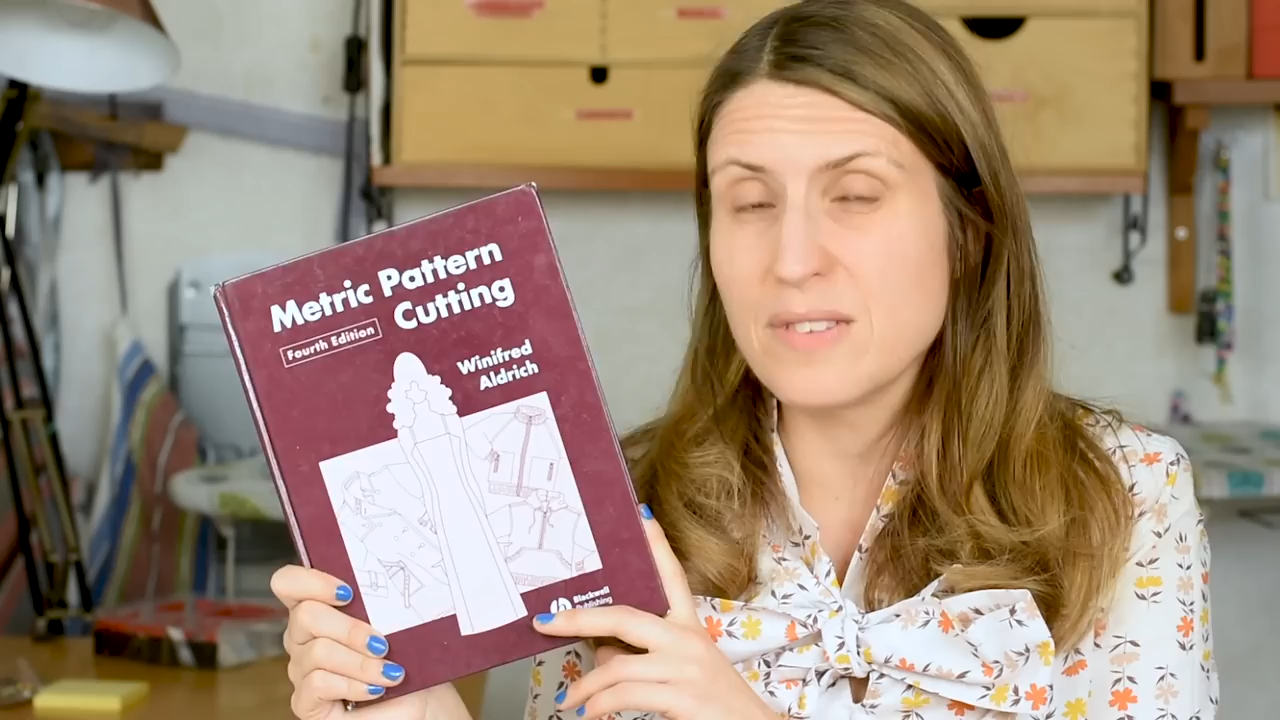 Metric Pattern
Cutting
Fourth Edition
Winifred
Aldrich
Blackwell
Publishing